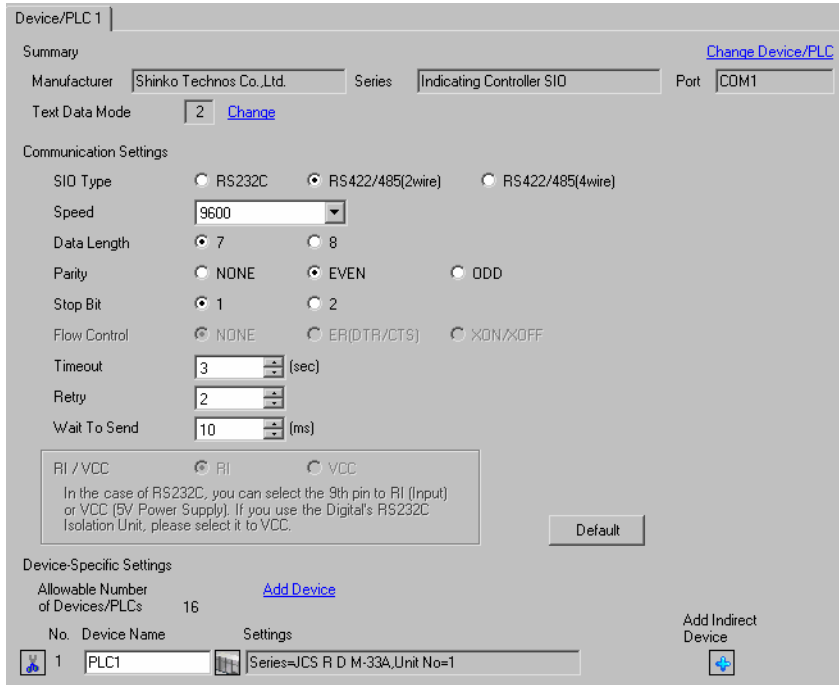 Device/PLC 1
Summary
Change Device/PLC
Manufacturer Shinko Technos Co.,Ltd. Series Indicating Controller SIO Port COM1
Text Data Mode 2 Change
Communication Settings
SIO Type RS232C RS422/485(2wire) RS422/485(4wire)
Speed 9600
Data Length 7 8
Parity NONE EVEN ODD
Stop Bit 1 2
Flow Control NONE ER(DTR/CTS) XON/XOFF
Timeout 3 (sec)
Retry 2
Wait To Send 10 (ms)
RI / VCC RI VCC
In the case of RS232C, you can select the 9th pin to RI (Input)
or VCC (5V Power Supply). If you use the Digital's RS232C
Isolation Unit, please select it to VCC.
Default
Device-Specific Settings
Allowable Number
of Devices/PLCs 16
Add Device
Add Indirect
Device
No. Device Name Settings
1 PLC1 Series=JCS R D M-33A,Unit No=1